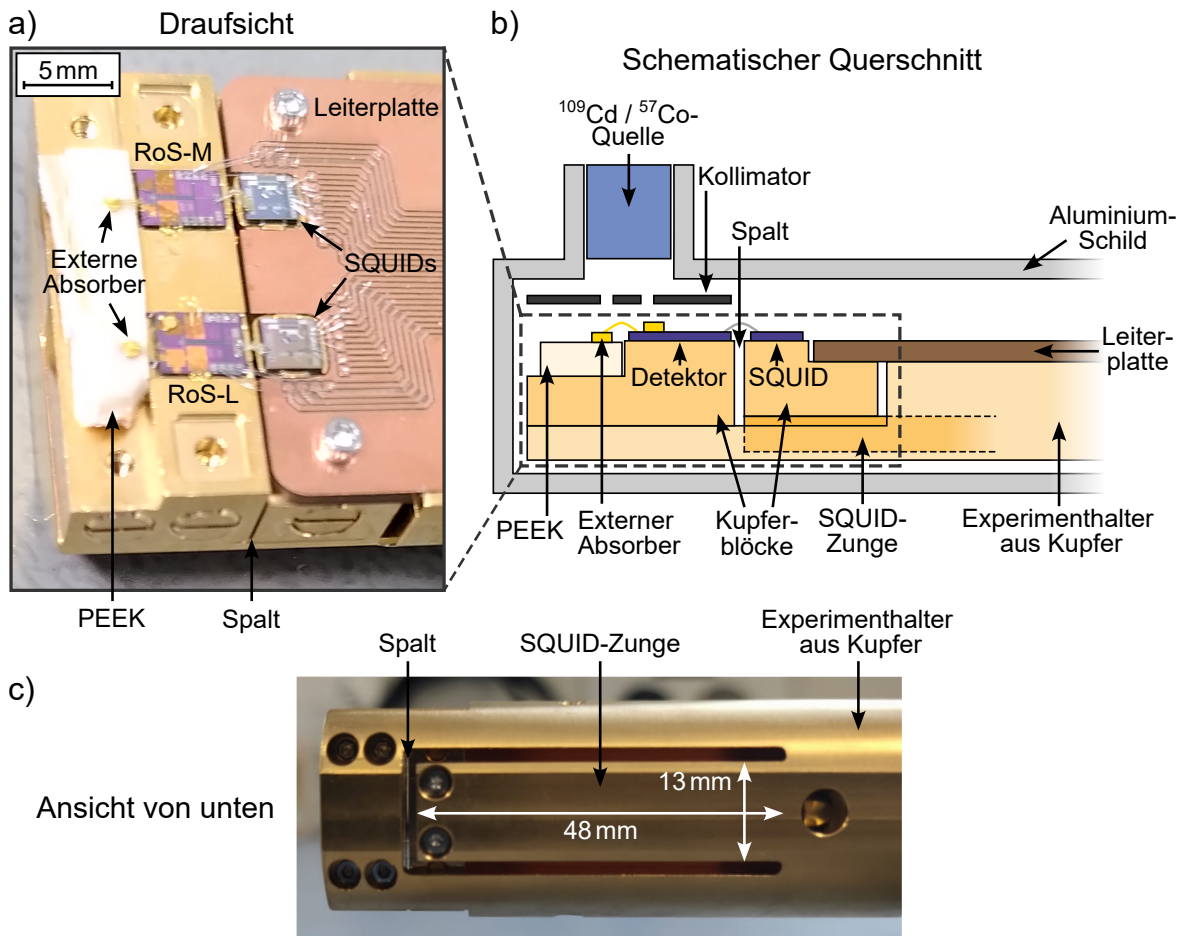 a)
Draufsicht
5 mm
Leiterplatte
RoS-M
Externe
Absorber
SQUIDs
RoS-L
PEEK
Spalt
b)
Schematischer Querschnitt
¹⁰⁹Cd / ⁵⁷Co-
Quelle
Kollimator
Spalt
Aluminium-
Schild
Leiter-
platte
Detektor
SQUID
PEEK
Externer
Absorber
Kupfer-
blöcke
SQUID-
Zunge
Experimenthalter
aus Kupfer
c)
Ansicht von unten
Spalt
SQUID-Zunge
Experimenthalter
aus Kupfer
13 mm
48 mm